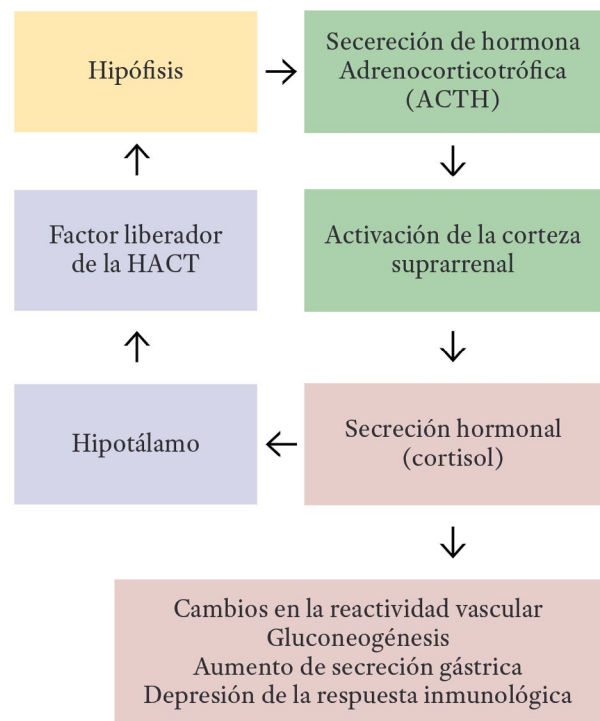 Hipófisis
Secereción de hormona
Adrenocorticotrófica
(ACTH)
Factor liberador
de la HACT
Activación de la corteza
suprarrenal
Hipotálamo
Secreción hormonal
(cortisol)
Cambios en la reactividad vascular
Gluconeogénesis
Aumento de secreción gástrica
Depresión de la respuesta inmunológica